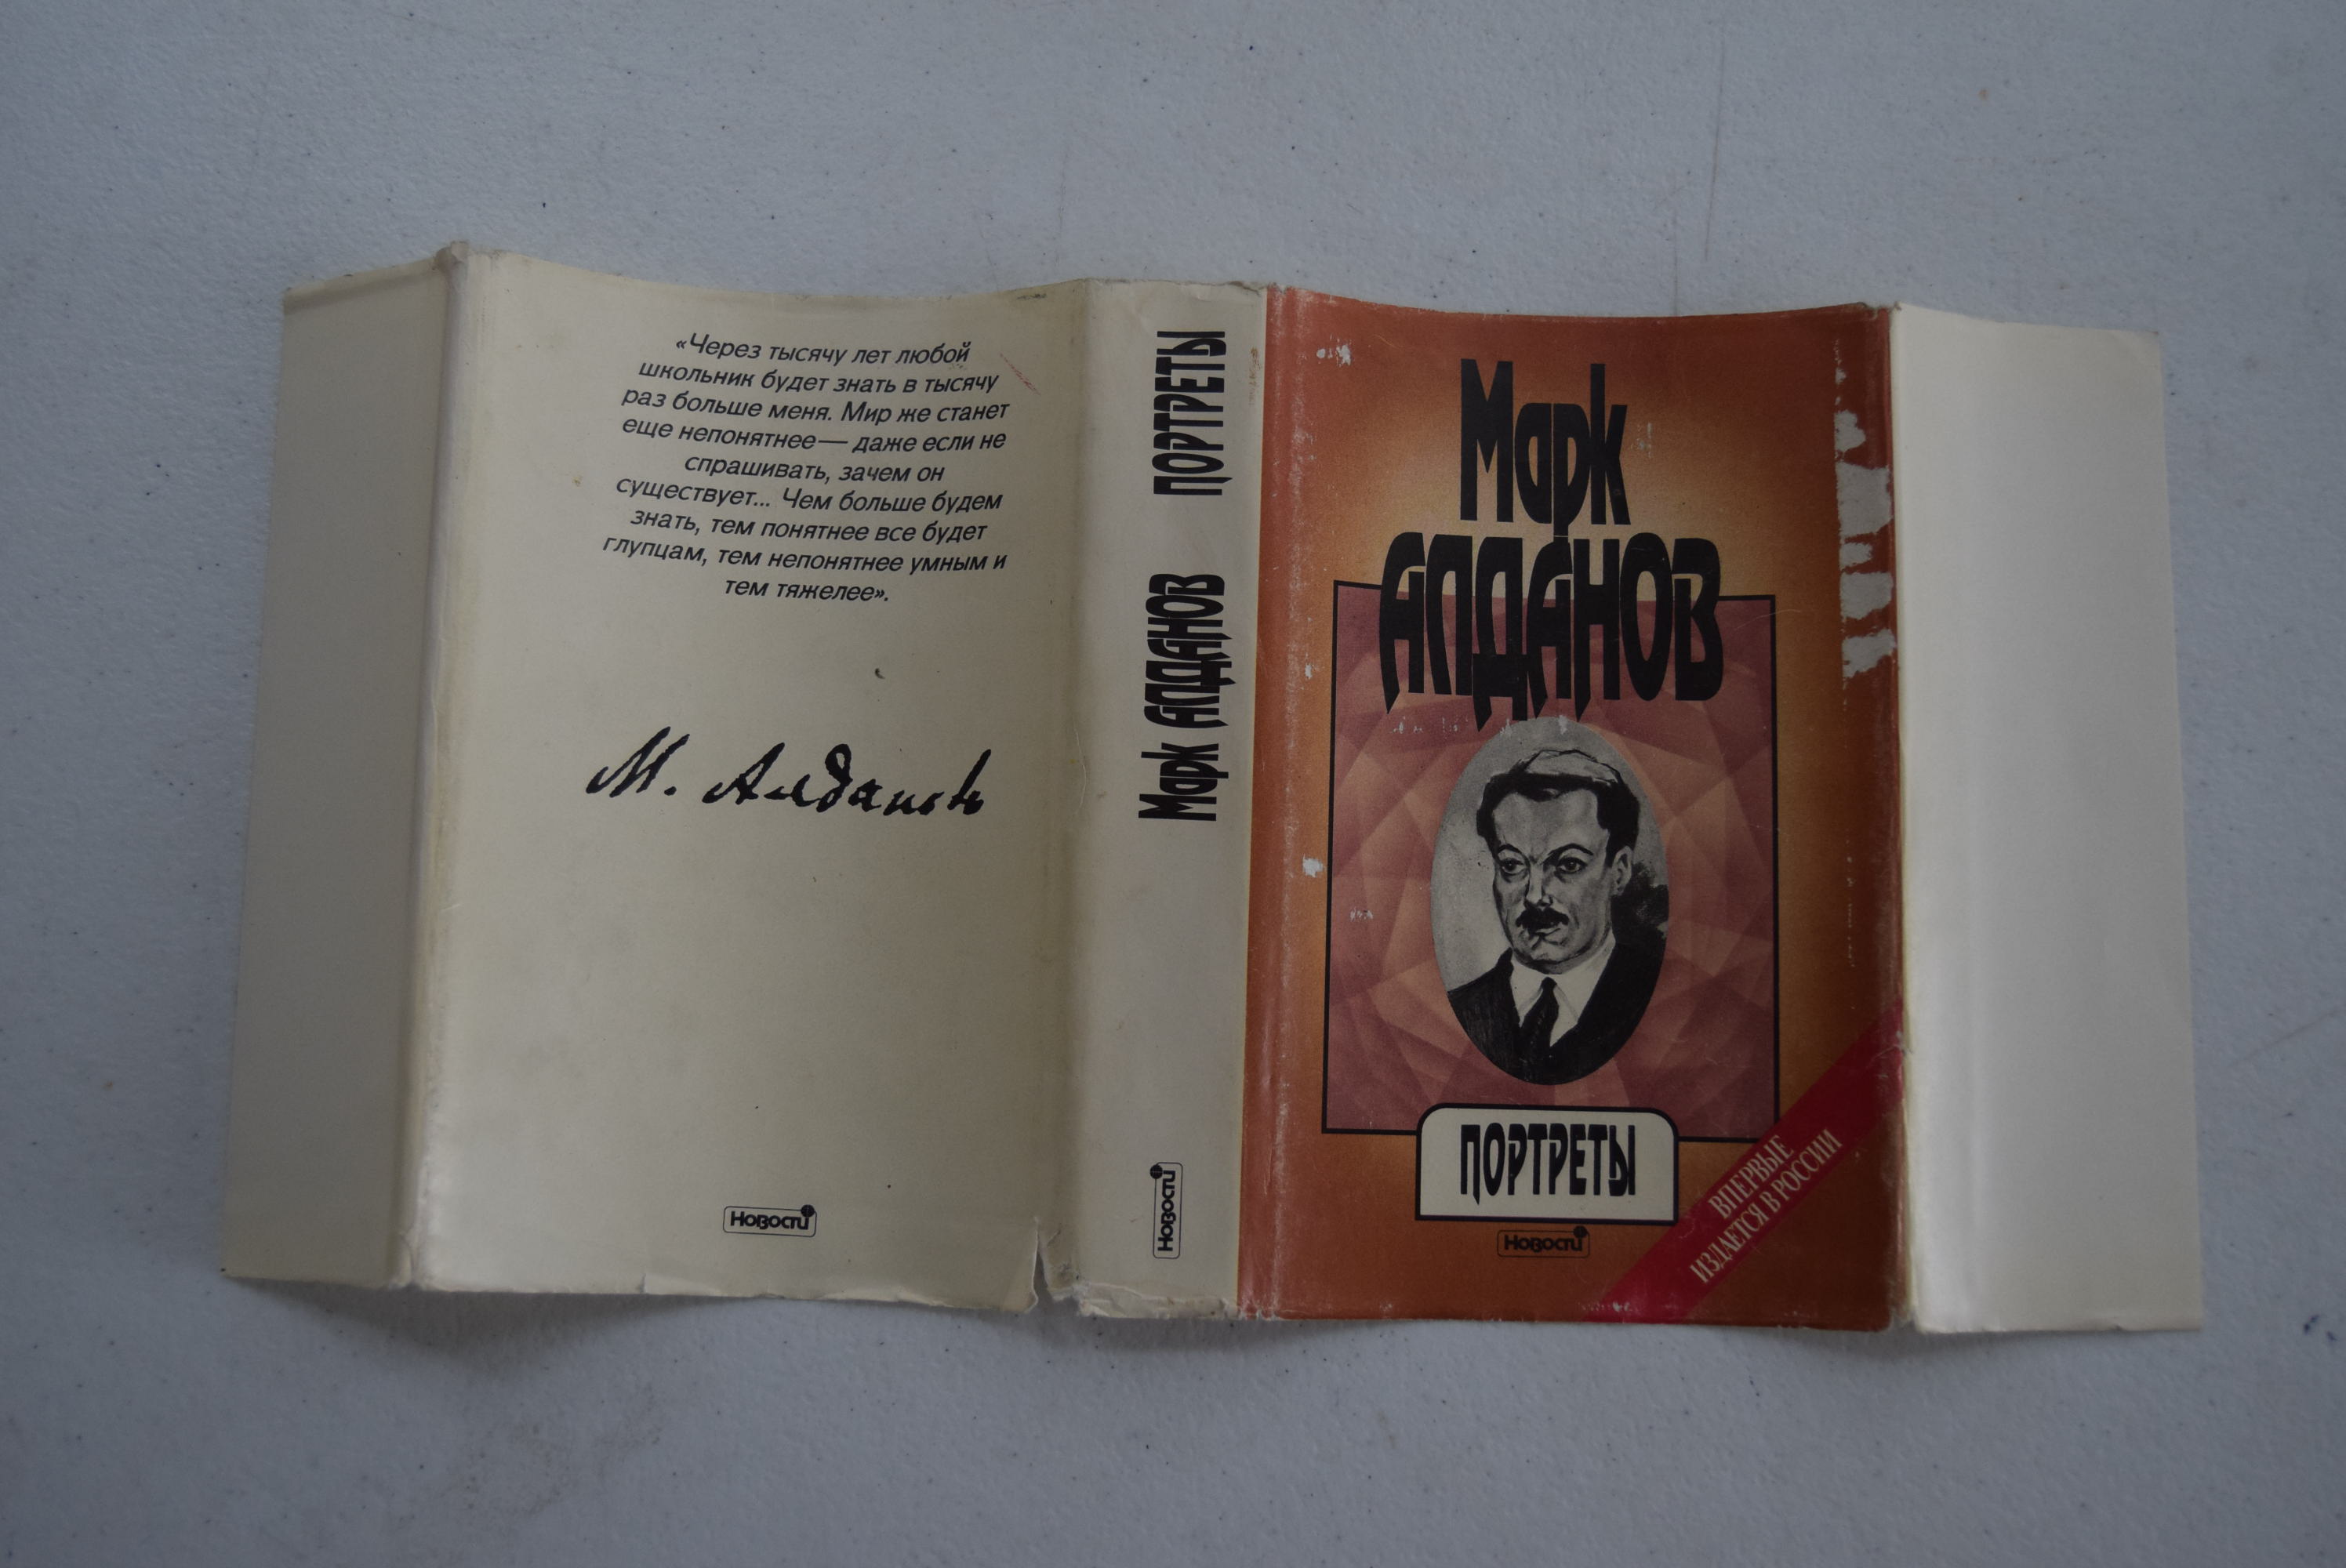 «Через тысячу лет любой
школьник будет знать в тысячу
раз больше меня. Мир же станет
еще непонятнее — даже если не
спрашивать, зачем он
существует... Чем больше будем
знать, тем понятнее все будет
глупцам, тем непонятнее умным и
тем тяжелее».
М. Алданов
Новости
Марк АЛДАНОВ ПОРТРЕТЫ
Новости
Марк
АЛДАНОВ
ПОРТРЕТЫ
Новости
ВПЕРВЫЕ
ИЗДАЕТСЯ В РОССИИ